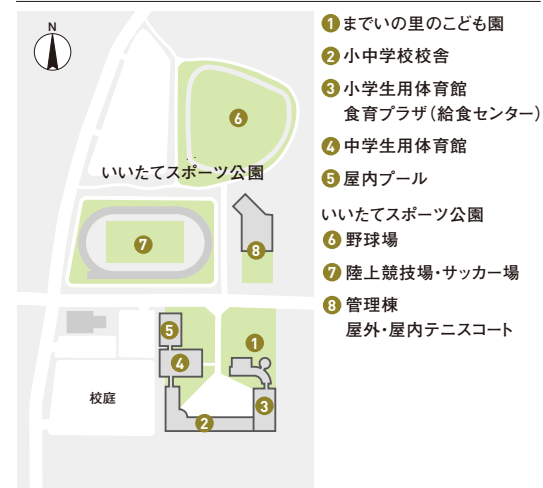 N
6
いいたてスポーツ公園
7
8
5
4
1
校庭
2
3
1 までいの里のこども園
2 小中学校校舎
3 小学生用体育館
食育プラザ（給食センター）
4 中学生用体育館
5 屋内プール
いいたてスポーツ公園
6 野球場
7 陸上競技場・サッカー場
8 管理棟
屋外・屋内テニスコート